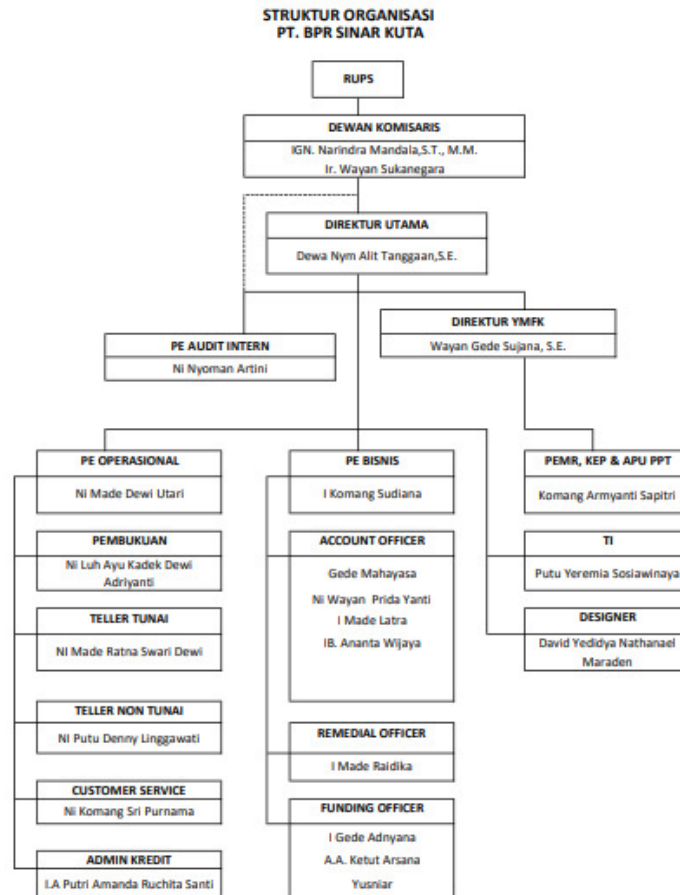 STRUKTUR ORGANISASI
PT. BPR SINAR KUTA
RUPS
DEWAN KOMISARIS
IGN. Narindra Mandala,S.T., M.M.
Ir. Wayan Sukanegara
DIREKTUR UTAMA
Dewa Nym Alit Tanggaan,S.E.
DIREKTUR YMFK
Wayan Gede Sujana, S.E.
PE AUDIT INTERN
Ni Nyoman Artini
PE OPERASIONAL
Ni Made Dewi Utari
PEMBUKUAN
Ni Luh Ayu Kadek Dewi
Adriyanti
TELLER TUNAI
NI Made Ratna Swari Dewi
TELLER NON TUNAI
NI Putu Denny Linggawati
CUSTOMER SERVICE
Ni Komang Sri Purnama
ADMIN KREDIT
I.A Putri Amanda Ruchita Santi
PE BISNIS
I Komang Sudiana
ACCOUNT OFFICER
Gede Mahayasa
Ni Wayan Prida Yanti
I Made Latra
IB. Ananta Wijaya
REMEDIAL OFFICER
I Made Raidika
FUNDING OFFICER
I Gede Adnyana
A.A. Ketut Arsana
Yusniar
PEMR, KEP & APU PPT
Komang Armyanti Sapitri
TI
Putu Yeremia Sosiawinaya
DESIGNER
David Yedidya Nathanael
Maraden